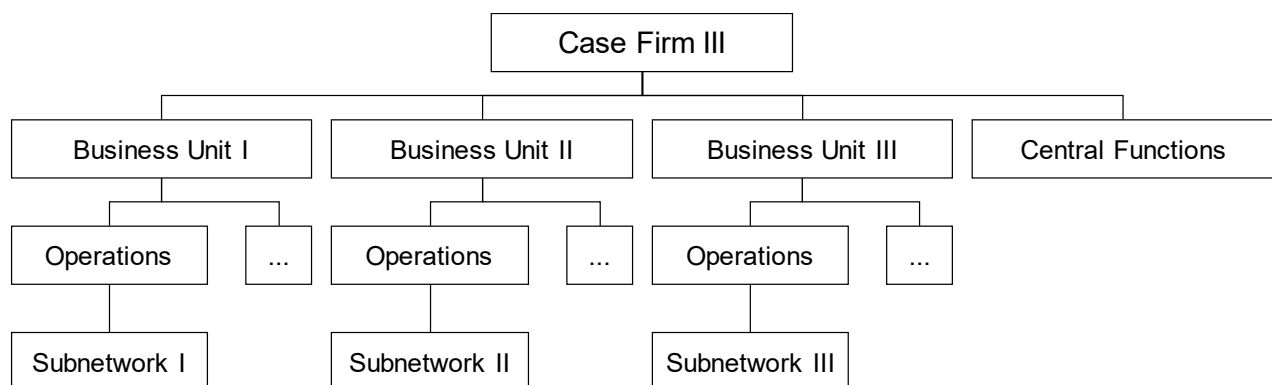 Case Firm III
Business Unit I
Business Unit II
Business Unit III
Central Functions
Operations
...
Operations
...
Operations
...
Subnetwork I
Subnetwork II
Subnetwork III